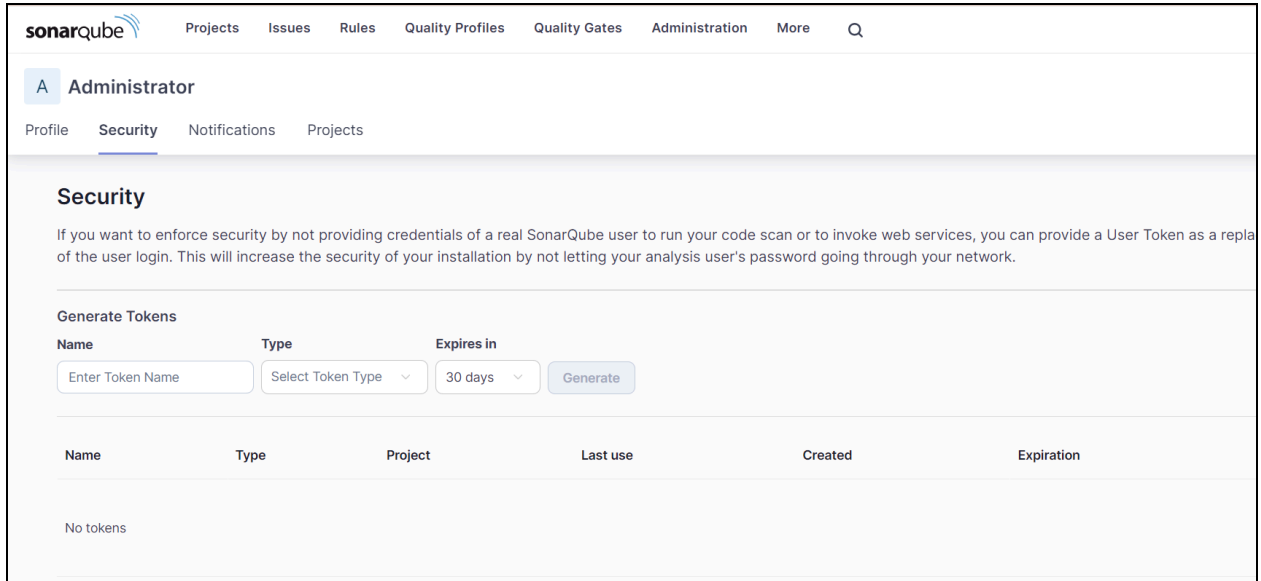 sonarqube Projects Issues Rules Quality Profiles Quality Gates Administration More
A Administrator
Profile Security Notifications Projects
Security
If you want to enforce security by not providing credentials of a real SonarQube user to run your code scan or to invoke web services, you can provide a User Token as a repla
of the user login. This will increase the security of your installation by not letting your analysis user's password going through your network.
Generate Tokens
Name Type Expires in
Enter Token Name Select Token Type 30 days Generate
Name Type Project Last use Created Expiration
No tokens